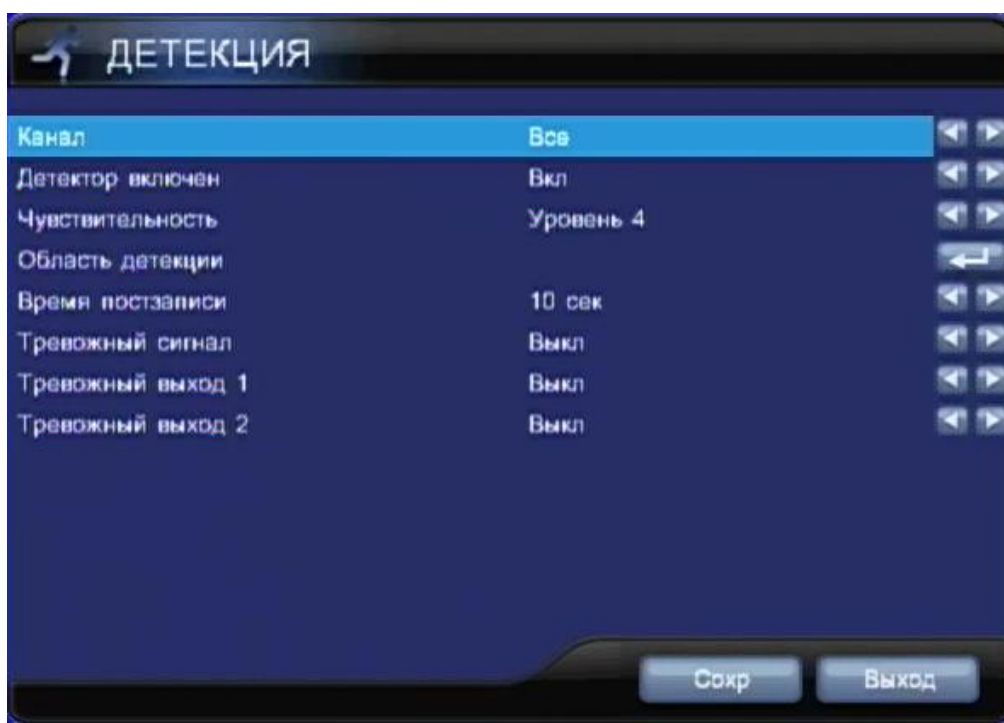 ДЕТЕКЦИЯ
Канал Все
Детектор включен Вкл
Чувствительность Уровень 4
Область детекции
Время постзаписи 10 сек
Тревожный сигнал Выкл
Тревожный выход 1 Выкл
Тревожный выход 2 Выкл
Сохр Выход